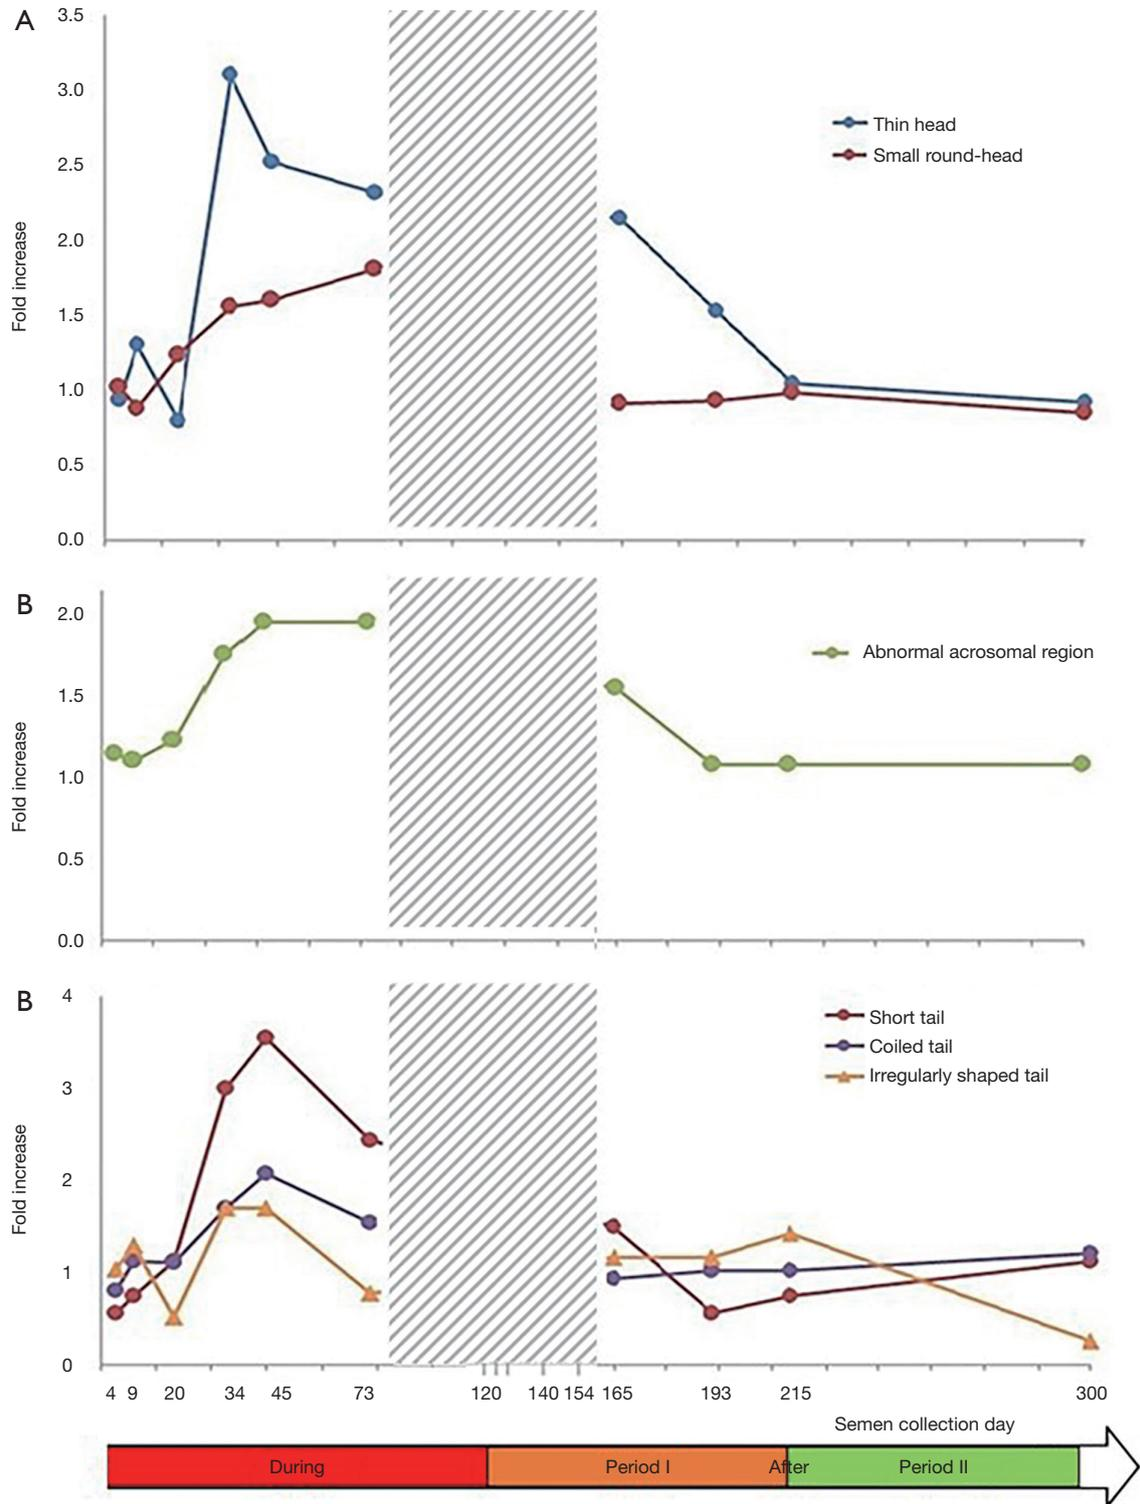 A
3.5
3.0
2.5
2.0
1.5
1.0
0.5
0.0
Fold increase
Thin head
Small round-head
B
2.0
1.5
1.0
0.5
0.0
Fold increase
Abnormal acrosomal region
B
4
3
2
1
0
Fold increase
Short tail
Coiled tail
Irregularly shaped tail
4 9 20 34 45 73 120 140 154 165 193 215 300
Semen collection day
During Period I After Period II